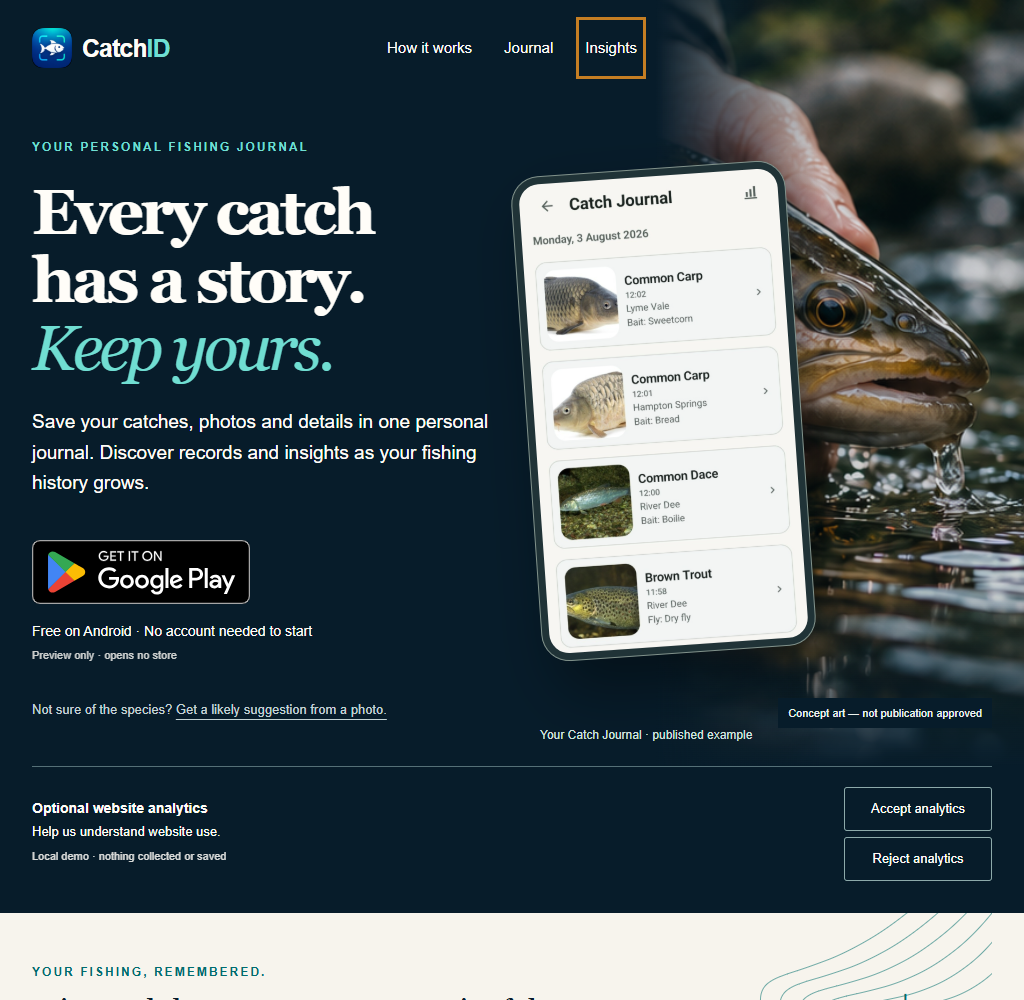 CatchID
How it works
Journal
Insights
YOUR PERSONAL FISHING JOURNAL
Every catch
has a story.
Keep yours.
Save your catches, photos and details in one personal
journal. Discover records and insights as your fishing
history grows.
GET IT ON
Google Play
Free on Android · No account needed to start
Preview only · opens no store
Not sure of the species? Get a likely suggestion from a photo.
Catch Journal
Monday, 3 August 2026
Common Carp
12:02
Lyme Vale
Bait: Sweetcorn
Common Carp
12:01
Hampton Springs
Bait: Bread
Common Dace
12:00
River Dee
Bait: Boilie
Brown Trout
11:58
River Dee
Fly: Dry fly
Concept art — not publication approved
Your Catch Journal · published example
Optional website analytics
Help us understand website use.
Local demo · nothing collected or saved
Accept analytics
Reject analytics
YOUR FISHING, REMEMBERED.